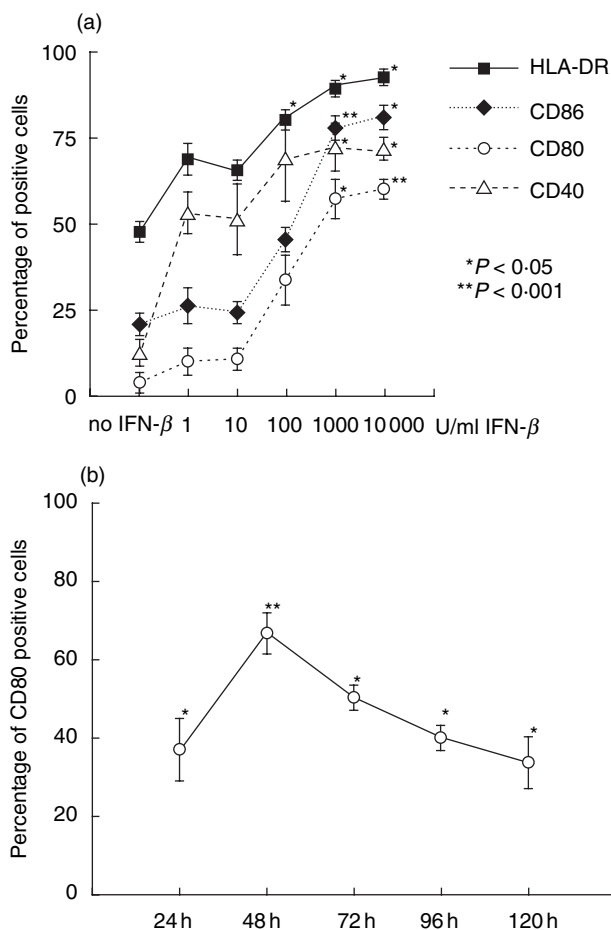 (a)
100
75
50
25
0
Percentage of positive cells
no IFN-β 1 10 100 1000 10 000 U/ml IFN-β
HLA-DR
CD86
CD80
CD40
*P < 0·05
**P < 0·001
* * *
** *
* *
* **
(b)
100
80
60
40
20
0
Percentage of CD80 positive cells
* ** * * *
24 h 48 h 72 h 96 h 120 h